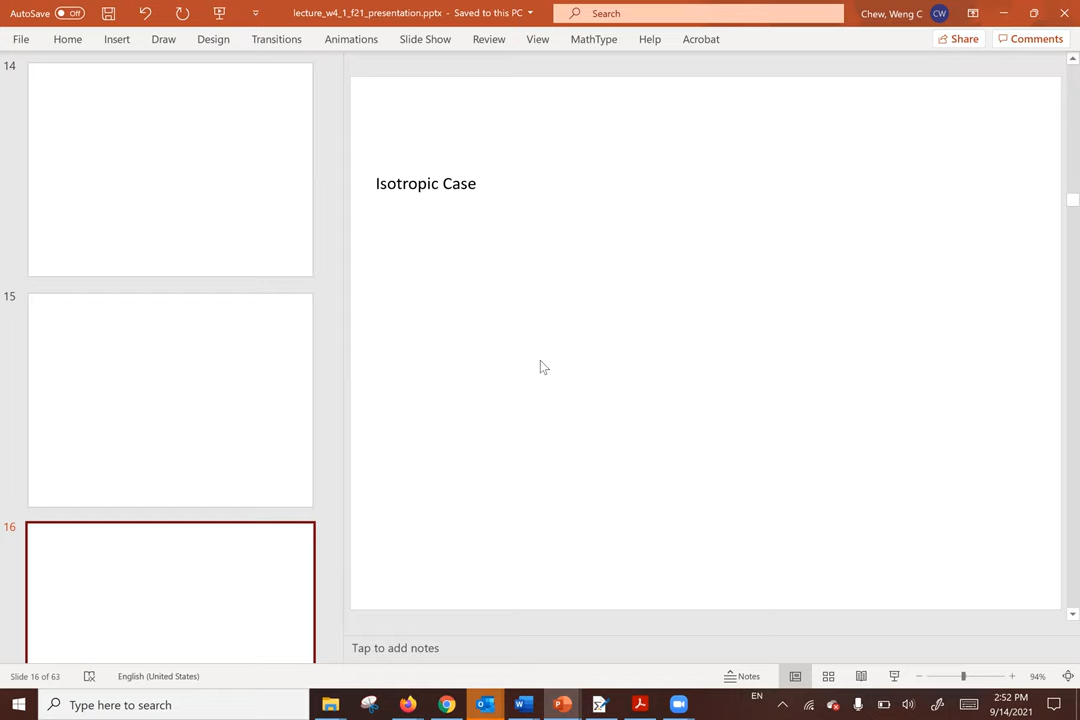 AutoSave Off lecture_w4_1_f21_presentation.pptx - Saved to this PC Search Chew, Weng C CW
File Home Insert Draw Design Transitions Animations Slide Show Review View MathType Help Acrobat Share Comments
14
Isotropic Case
15
16
Tap to add notes
Slide 16 of 63 English (United States) Notes 94%
Type here to search EN 2:52 PM
9/14/2021